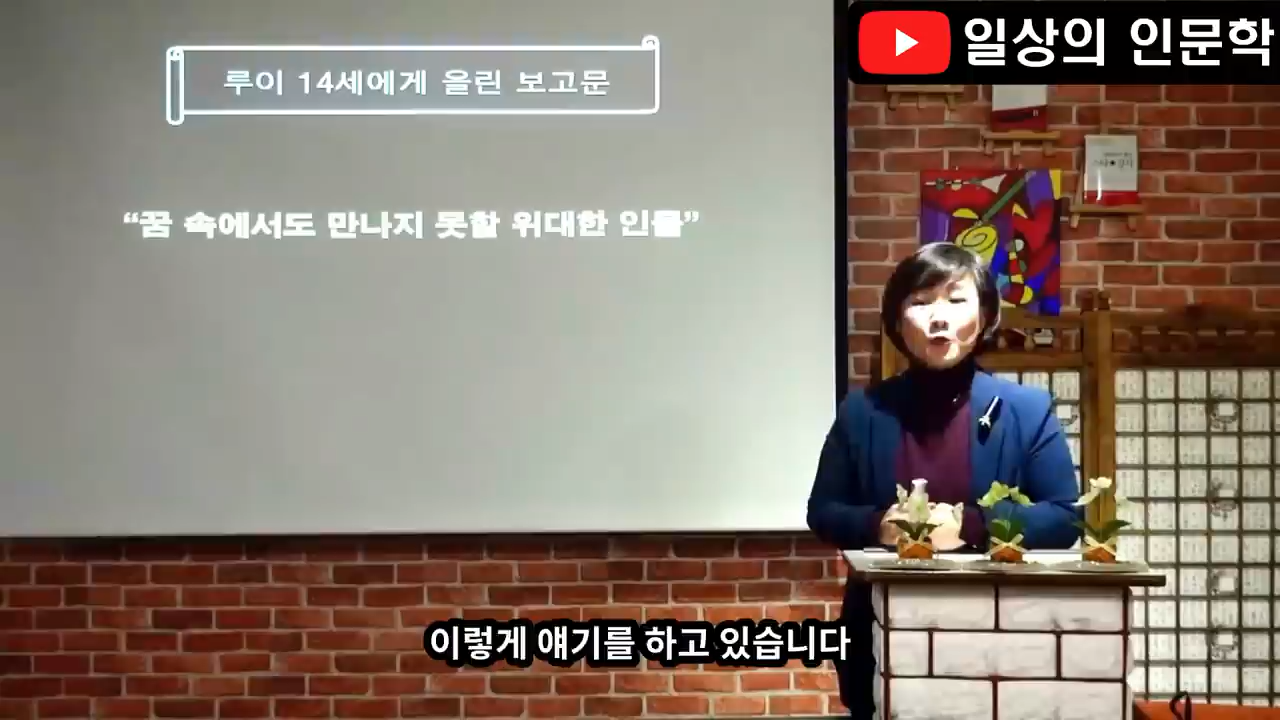 일상의 인문학
루이 14세에게 올린 보고문
“꿈 속에서도 만나지 못할 위대한 인물”
이렇게 얘기를 하고 있습니다